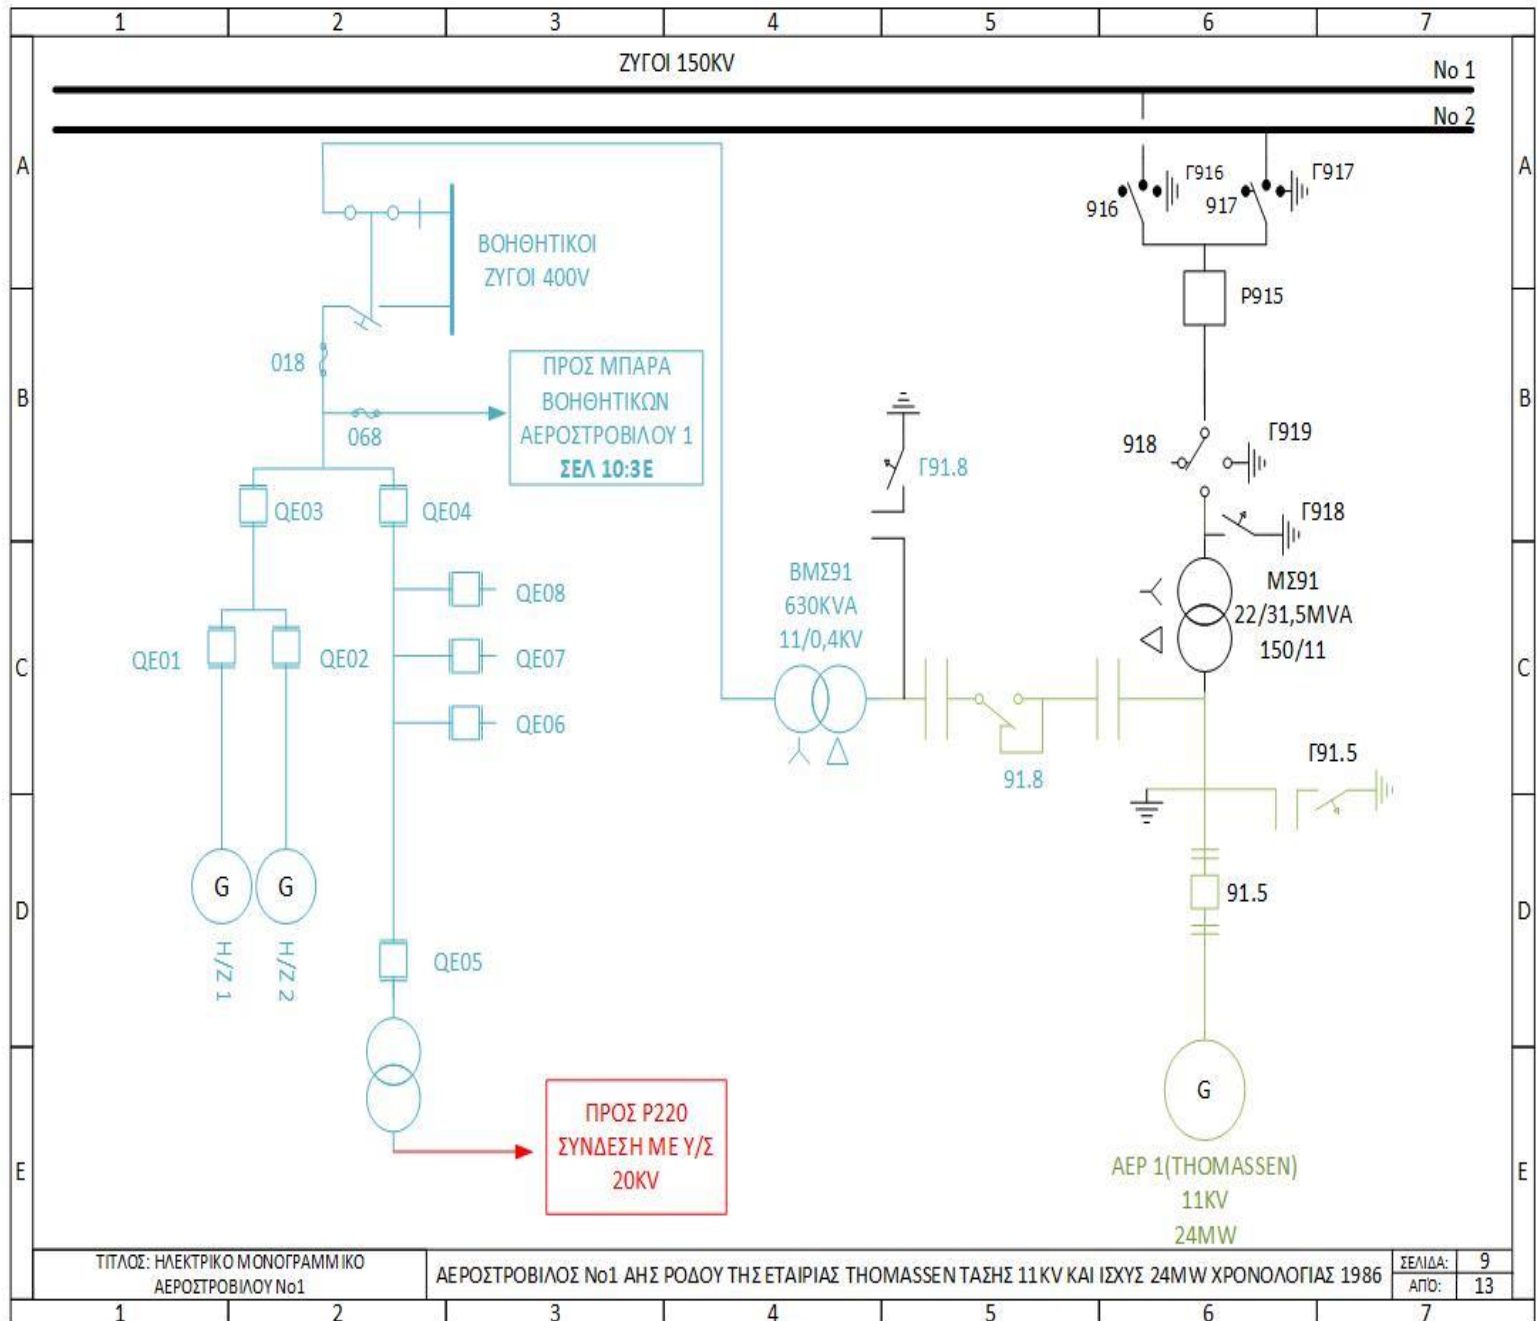 1 2 3 4 5 6 7
ΖΥΓΟΙ 150KV
No 1
No 2
A
A
Γ916
Γ917
916
917
ΒΟΗΘΗΤΙΚΟΙ
ΖΥΓΟΙ 400V
P915
018
ΠΡΟΣ ΜΠΑΡΑ
ΒΟΗΘΗΤΙΚΩΝ
ΑΕΡΟΣΤΡΟΒΙΛΟΥ 1
ΣΕΛ 10:3Ε
B
B
068
918
Γ919
Γ91.8
QE03
QE04
Γ918
ΒΜΣ91
630KVA
11/0,4KV
ΜΣ91
22/31,5MVA
150/11
QE08
QE01
QE02
QE07
C
C
QE06
91.8
Γ91.5
G
G
91.5
D
D
Η/Ζ 1
Η/Ζ 2
QE05
G
ΠΡΟΣ P220
ΣΥΝΔΕΣΗ ΜΕ Υ/Σ
20KV
E
E
ΑΕΡ 1(THOMASSEN)
11KV
24MW
ΤΙΤΛΟΣ: ΗΛΕΚΤΡΙΚΟ ΜΟΝΟΓΡΑΜΜΙΚΟ
ΑΕΡΟΣΤΡΟΒΙΛΟΥ No1
ΑΕΡΟΣΤΡΟΒΙΛΟΣ No1 ΑΗΣ ΡΟΔΟΥ ΤΗΣ ΕΤΑΙΡΙΑΣ THOMASSEN ΤΑΣΗΣ 11KV ΚΑΙ ΙΣΧΥΣ 24MW ΧΡΟΝΟΛΟΓΙΑΣ 1986
ΣΕΛΙΔΑ: 9
ΑΠΌ: 13
1 2 3 4 5 6 7